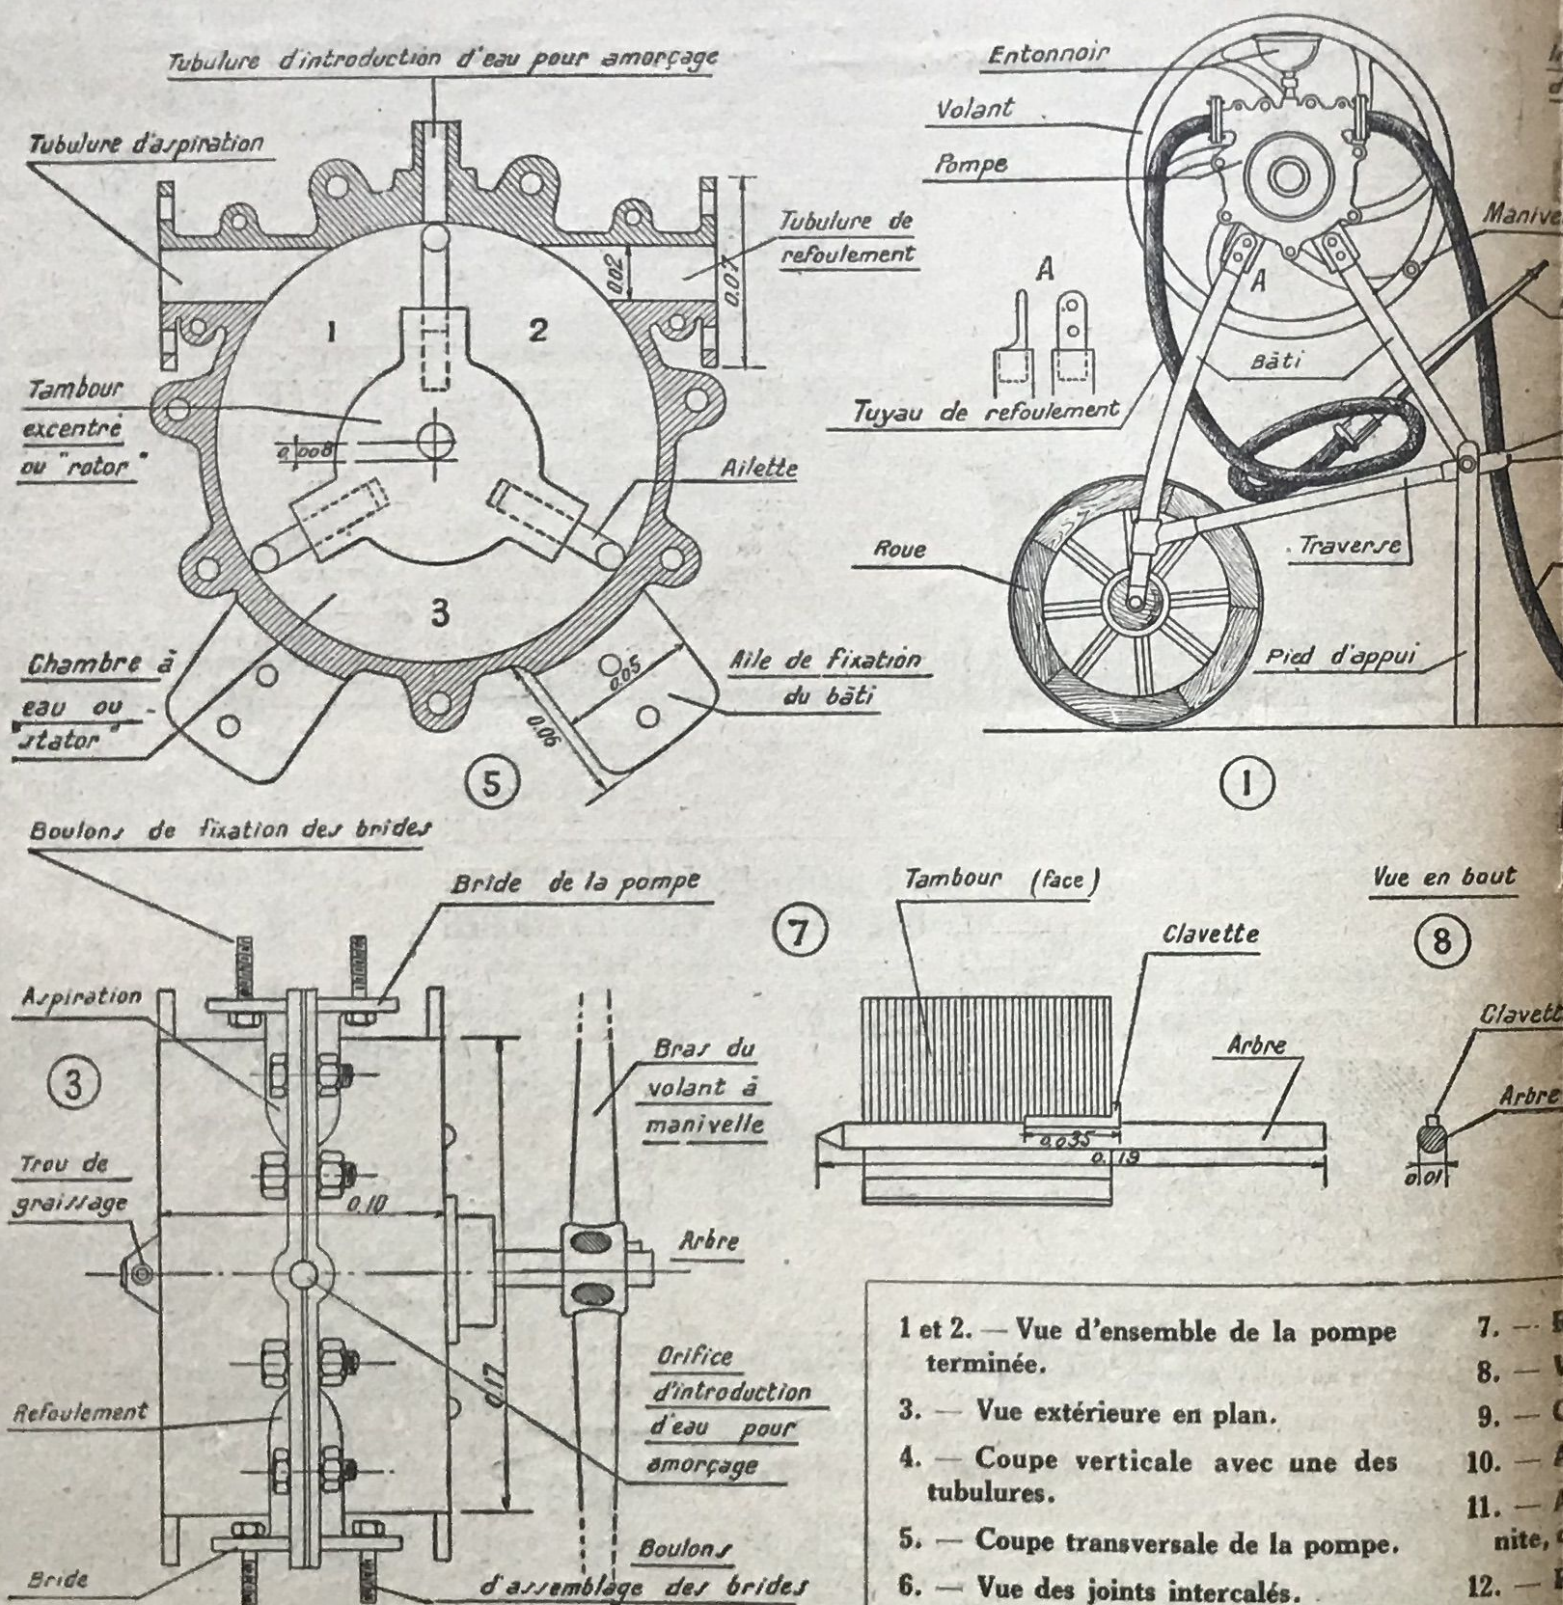 Tubulure d'introduction d'eau pour amorçage
Tubulure d'aspiration
Tubulure de
refoulement
0.02
0.07
1
2
3
Tambour
excentré
ou "rotor"
0,008
Ailette
Chambre à
eau ou
"stator"
Aile de fixation
du bâti
0.05
0.06
5
Entonnoir
Volant
Pompe
A
A
Bâti
Tuyau de refoulement
Roue
Traverse
Pied d'appui
1
Boulons de fixation des brides
Bride de la pompe
Aspiration
3
Trou de
graissage
0.10
Bras du
volant à
manivelle
Arbre
0.17
Orifice
d'introduction
d'eau pour
amorçage
Refoulement
Bride
Boulons
d'assemblage des brides
7
Tambour (face)
Clavette
Arbre
0.035
0.19
Vue en bout
8
Arbre
0.01
1 et 2. — Vue d'ensemble de la pompe
terminée.
3. — Vue extérieure en plan.
4. — Coupe verticale avec une des
tubulures.
5. — Coupe transversale de la pompe.
6. — Vue des joints intercalés.
7. —
8. —
9. —
10. —
11. —
nite,
12. —